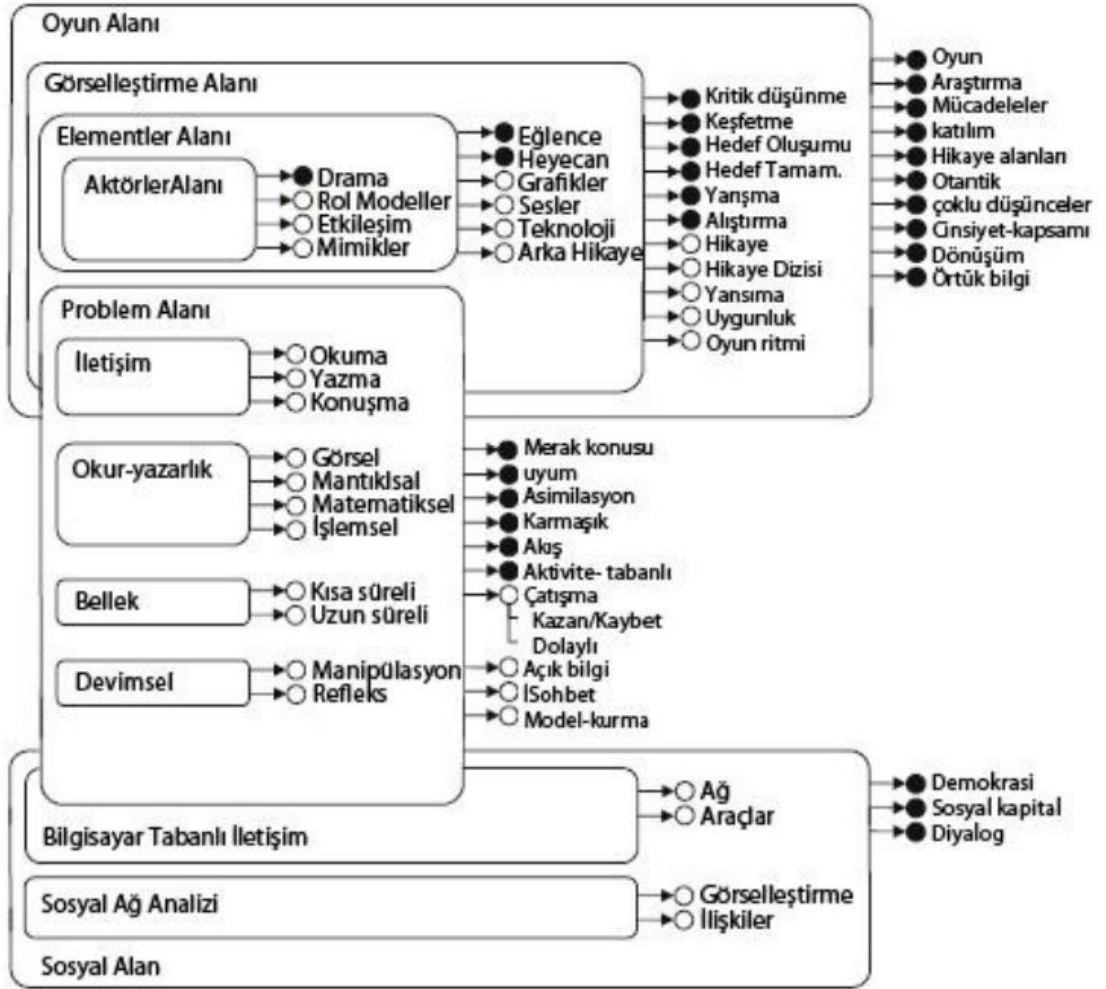 Oyun Alanı
Görselleştirme Alanı
Elementler Alanı
AktörlerAlanı
Drama
Rol Modeller
Etkileşim
Mimikler
Eğlence
Heyecan
Grafikler
Sesler
Teknoloji
Arka Hikaye
Kritik düşünme
Keşfetme
Hedef Oluşumu
Hedef Tamam.
Yarışma
Alıştırma
Hikaye
Hikaye Dizisi
Yansıma
Uygunluk
Oyun ritmi
Oyun
Araştırma
Mücadeleler
katılım
Hikaye alanları
Otantik
çoklu düşünceler
Cinsiyet-kapsamı
Dönüşüm
Örtük bilgi
Problem Alanı
İletişim
Okuma
Yazma
Konuşma
Okur-yazarlık
Görsel
Mantıklsal
Matematiksel
İşlemsel
Bellek
Kısa süreli
Uzun süreli
Devimsel
Manipülasyon
Refleks
Merak konusu
uyum
Asimilasyon
Karmaşık
Akış
Aktivite- tabanlı
Çatışma
Kazan/Kaybet
Dolaylı
Açık bilgi
İSohbet
Model-kurma
Bilgisayar Tabanlı İletişim
Ağ
Araçlar
Sosyal Ağ Analizi
Görselleştirme
İlişkiler
Sosyal Alan
Demokrasi
Sosyal kapital
Diyalog